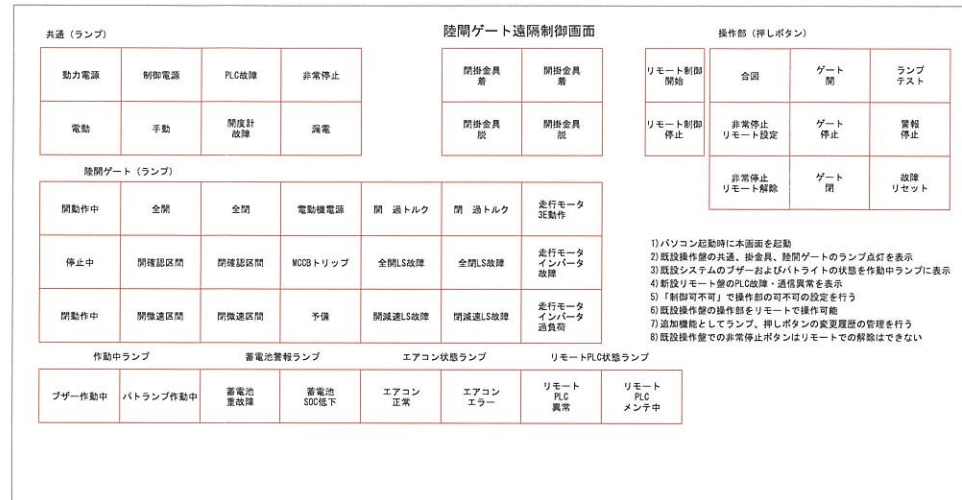 陸閘ゲート遠隔制御画面
共通（ランプ）
動力電源
制御電源
PLC故障
非常停止
電動
手動
開度計
故障
漏電
閉掛金具
着
開掛金具
着
閉掛金具
脱
開掛金具
脱
操作部（押しボタン）
リモート制御
開始
リモート制御
停止
合図
ゲート
開
ランプ
テスト
非常停止
リモート設定
ゲート
停止
警報
停止
非常停止
リモート解除
ゲート
閉
故障
リセット
陸閘ゲート（ランプ）
開動作中
全開
全閉
電動機電源
開　過トルク
閉　過トルク
走行モータ
3E動作
停止中
開確認区間
閉確認区間
MCCBトリップ
全開LS故障
全閉LS故障
走行モータ
インバータ
故障
閉動作中
開微速区間
閉微速区間
予備
開減速LS故障
閉減速LS故障
走行モータ
インバータ
過負荷
1)パソコン起動時に本画面を起動
2)既設操作盤の共通、掛金具、陸閘ゲートのランプ点灯を表示
3)既設システムのブザーおよびパトライトの状態を作動中ランプに表示
4)新設リモート盤のPLC故障・通信異常を表示
5)「制御可不可」で操作部の可不可の設定を行う
6)既設操作盤の操作部をリモートで操作可能
7)追加機能としてランプ、押しボタンの変更履歴の管理を行う
8)既設操作盤での非常停止ボタンはリモートでの解除はできない
作動中ランプ
蓄電池警報ランプ
エアコン状態ランプ
リモートPLC状態ランプ
ブザー作動中
パトランプ作動中
蓄電池
重故障
蓄電池
SOC低下
エアコン
正常
エアコン
エラー
リモート
PLC
異常
リモート
PLC
メンテ中